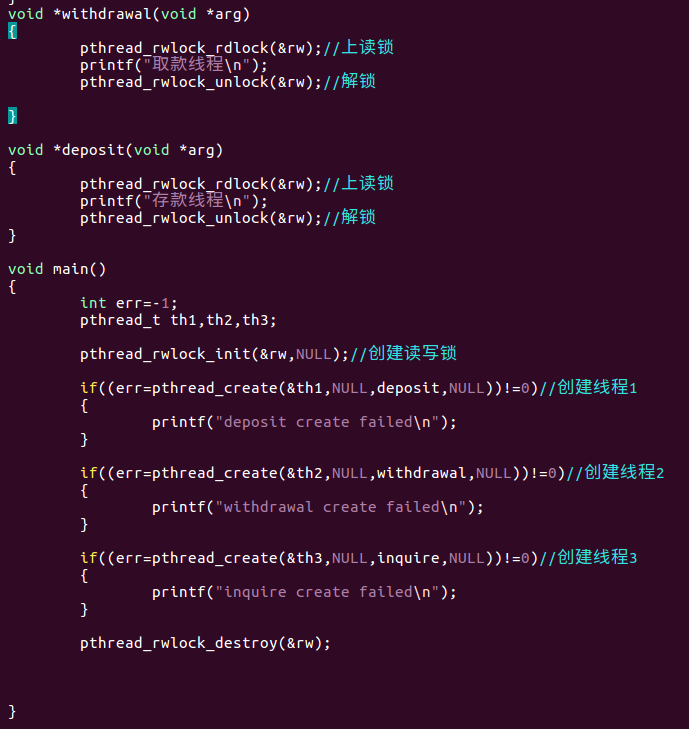 void *withdrawal(void *arg)
{
pthread_rwlock_rdlock(&rw);//上读锁
printf("取款线程\n");
pthread_rwlock_unlock(&rw);//解锁
}
void *deposit(void *arg)
{
pthread_rwlock_rdlock(&rw);//上读锁
printf("存款线程\n");
pthread_rwlock_unlock(&rw);//解锁
}
void main()
{
int err=-1;
pthread_t th1,th2,th3;
pthread_rwlock_init(&rw,NULL);//创建读写锁
if((err=pthread_create(&th1,NULL,deposit,NULL))!=0)//创建线程1
{
printf("deposit create failed\n");
}
if((err=pthread_create(&th2,NULL,withdrawal,NULL))!=0)//创建线程2
{
printf("withdrawal create failed\n");
}
if((err=pthread_create(&th3,NULL,inquire,NULL))!=0)//创建线程3
{
printf("inquire create failed\n");
}
pthread_rwlock_destroy(&rw);
}